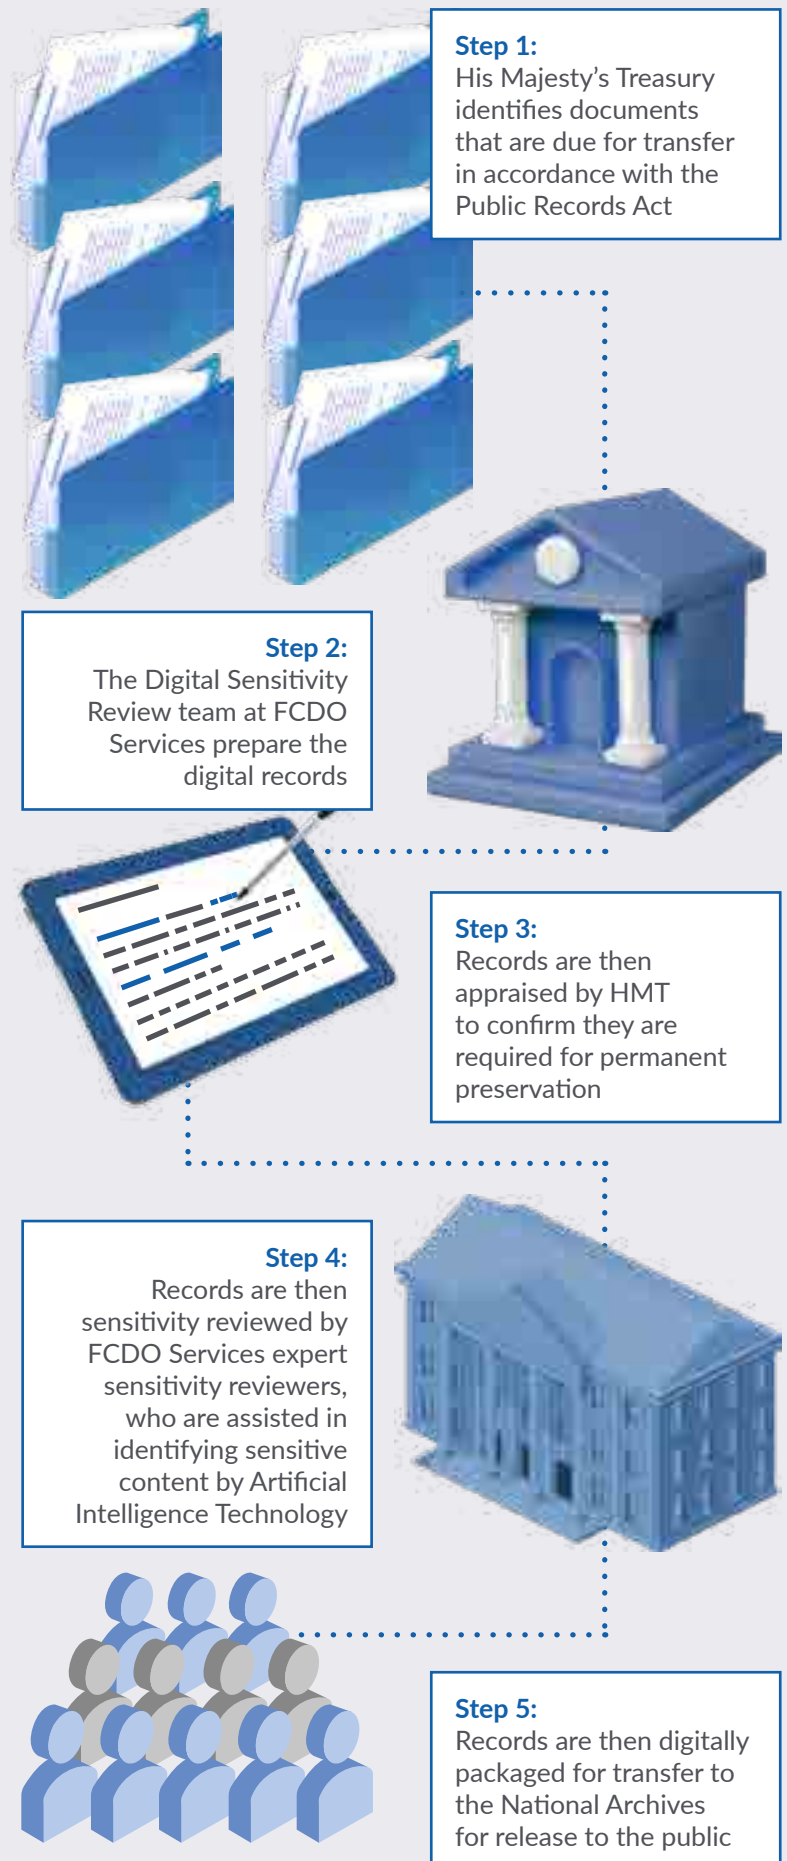 Step 1:
His Majesty’s Treasury
identifies documents
that are due for transfer
in accordance with the
Public Records Act
Step 2:
The Digital Sensitivity
Review team at FCDO
Services prepare the
digital records
Step 3:
Records are then
appraised by HMT
to confirm they are
required for permanent
preservation
Step 4:
Records are then
sensitivity reviewed by
FCDO Services expert
sensitivity reviewers,
who are assisted in
identifying sensitive
content by Artificial
Intelligence Technology
Step 5:
Records are then digitally
packaged for transfer to
the National Archives
for release to the public